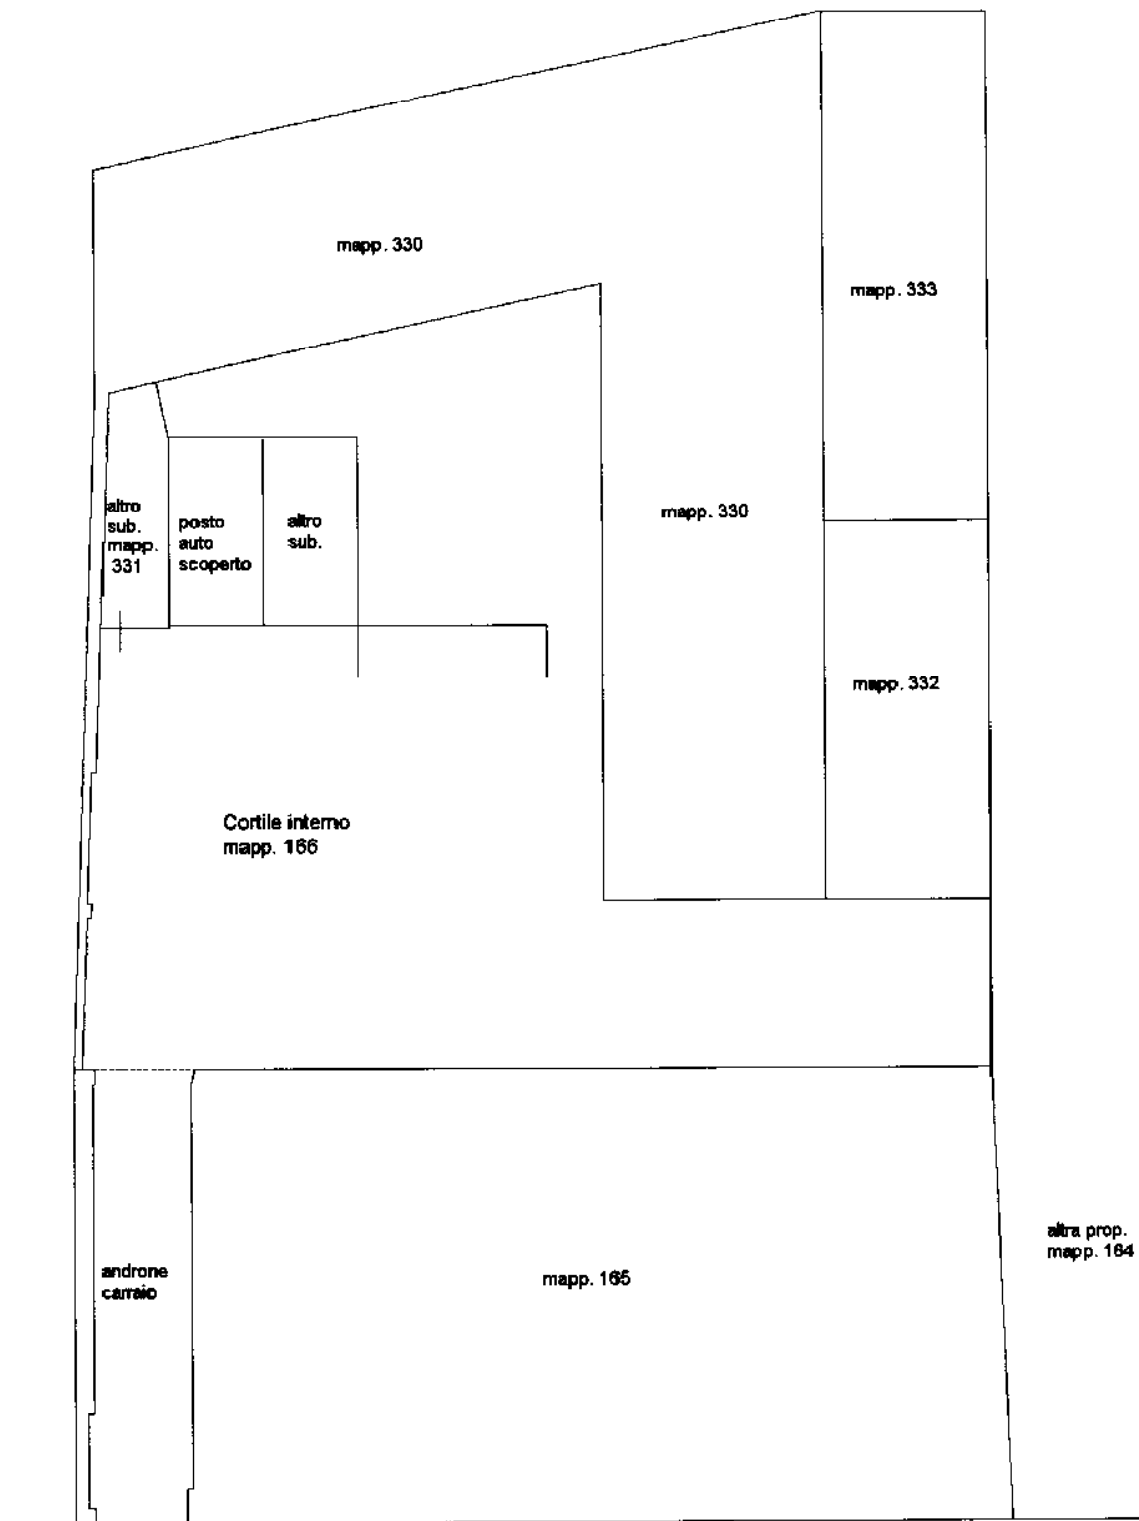 mapp. 330
mapp. 333
altro
sub.
mapp.
331
posto
auto
scoperto
altro
sub.
mapp. 330
mapp. 332
Cortile interno
mapp. 166
androne
carraio
mapp. 165
altra prop.
mapp. 164